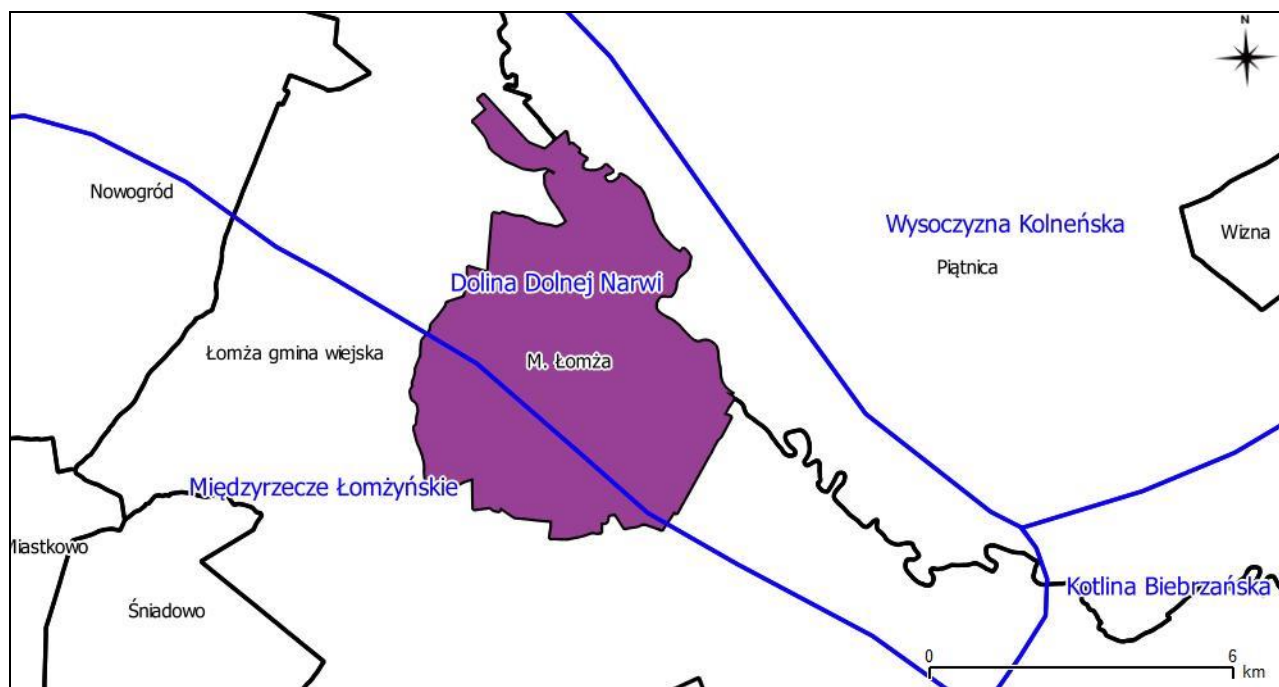 N
Nowogród
Wysoczyzna Kolneńska
Wizna
Piątnica
Dolina Dolnej Narwi
Łomża gmina wiejska
M. Łomża
Międzyrzecze Łomżyńskie
Miastkowo
Śniadowo
Kotlina Biebrzańska
0 6
km